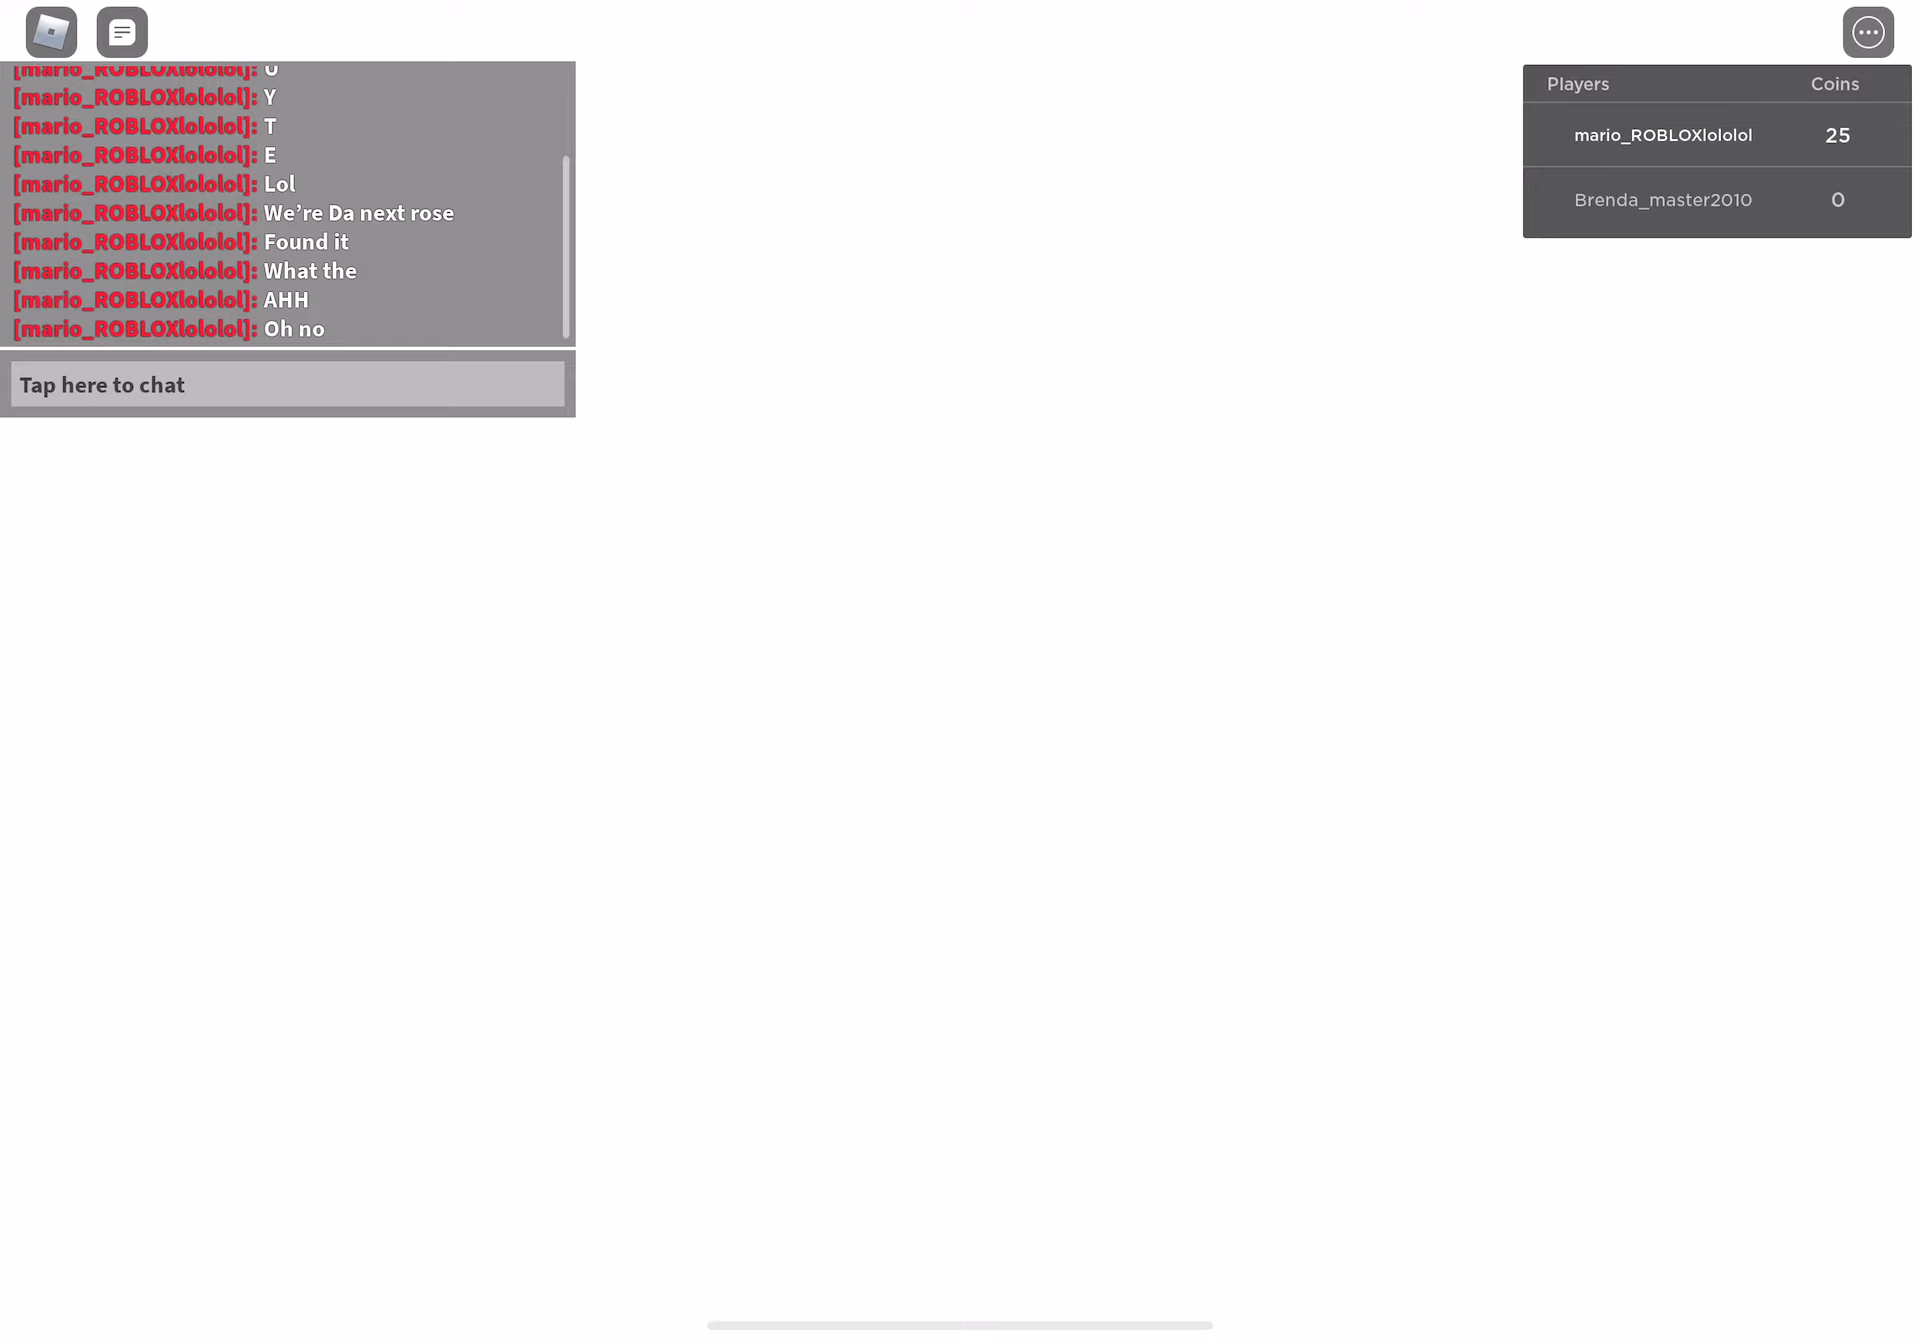 [mario_ROBLOXlololol]:
[mario_ROBLOXlololol]: Y
[mario_ROBLOXlololol]: T
[mario_ROBLOXlololol]: E
[mario_ROBLOXlololol]: Lol
[mario_ROBLOXlololol]: We’re Da next rose
[mario_ROBLOXlololol]: Found it
[mario_ROBLOXlololol]: What the
[mario_ROBLOXlololol]: AHH
[mario_ROBLOXlololol]: Oh no
Tap here to chat
Players Coins
mario_ROBLOXlololol 25
Brenda_master2010 0